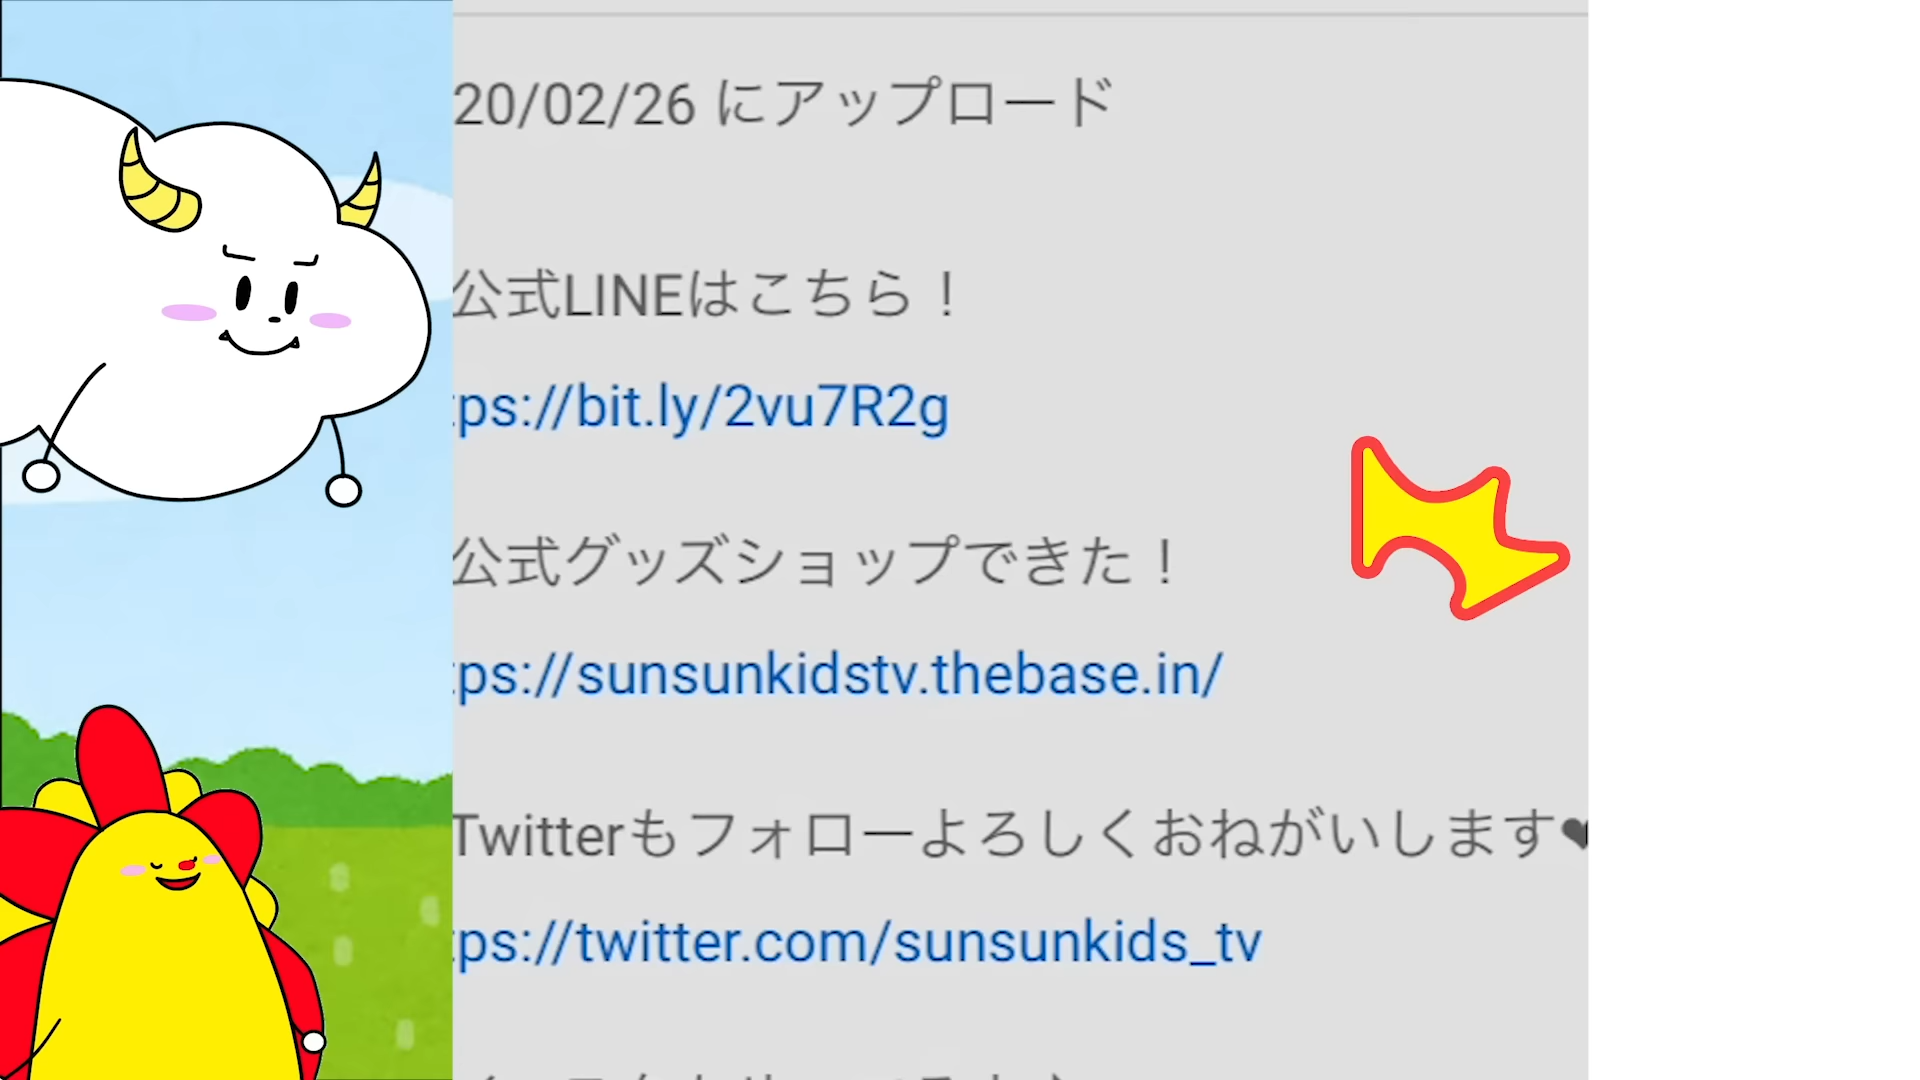 20/02/26 にアップロード
公式LINEはこちら！
tps://bit.ly/2vu7R2g
公式グッズショップできた！
tps://sunsunkidstv.thebase.in/
Twitterもフォローよろしくおねがいします❤
tps://twitter.com/sunsunkids_tv